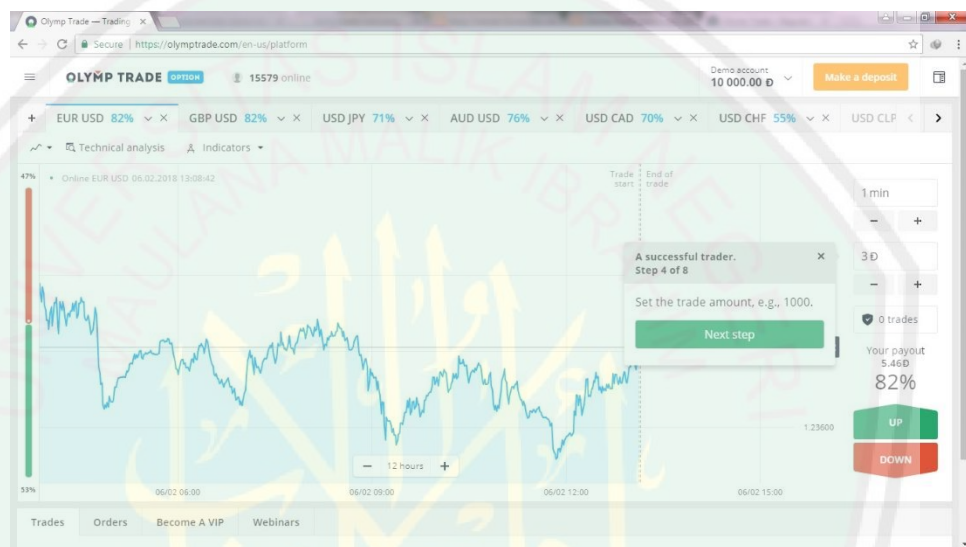 Olymp Trade — Trading
Secure | https://olymptrade.com/en-us/platform
OLYMP TRADE OPTION 15579 online Demo account 10 000.00 Đ Make a deposit
+ EUR USD 82% GBP USD 82% USD JPY 71% AUD USD 76% USD CAD 70% USD CHF 55% USD CLP
Technical analysis Indicators
47% Online EUR USD 06.02.2018 13:08:42
Trade start End of trade
1 min
− +
A successful trader.
Step 4 of 8
Set the trade amount, e.g., 1000.
Next step
3 Đ
− +
0 trades
Your payout
5.46 Đ
82%
UP
DOWN
1.23600
− 12 hours +
53% 06/02 06:00 06/02 09:00 06/02 12:00 06/02 15:00
Trades Orders Become A VIP Webinars
MAULANA MALIK IBRA